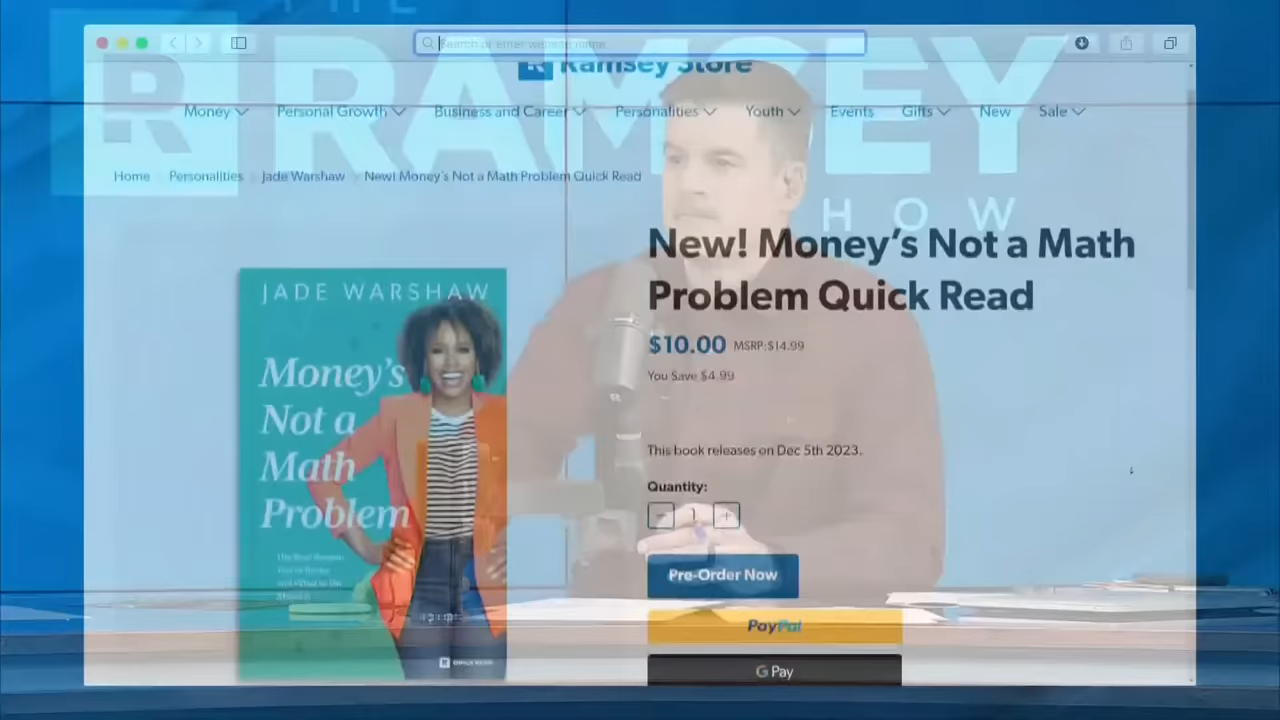 THE
RAMSEY
SHOW
Search or enter website name
Ramsey Store
Money
Personal Growth
Business and Career
Personalities
Youth
Events
Gifts
New
Sale
Home
Personalities
Jade Warshaw
New! Money's Not a Math Problem Quick Read
New! Money's Not a Math
Problem Quick Read
$10.00 MSRP:$14.99
You Save $4.99
This book releases on Dec 5th 2023.
Quantity:
- 1 +
Pre-Order Now
PayPal
G Pay
JADE WARSHAW
Money's
Not a
Math
Problem